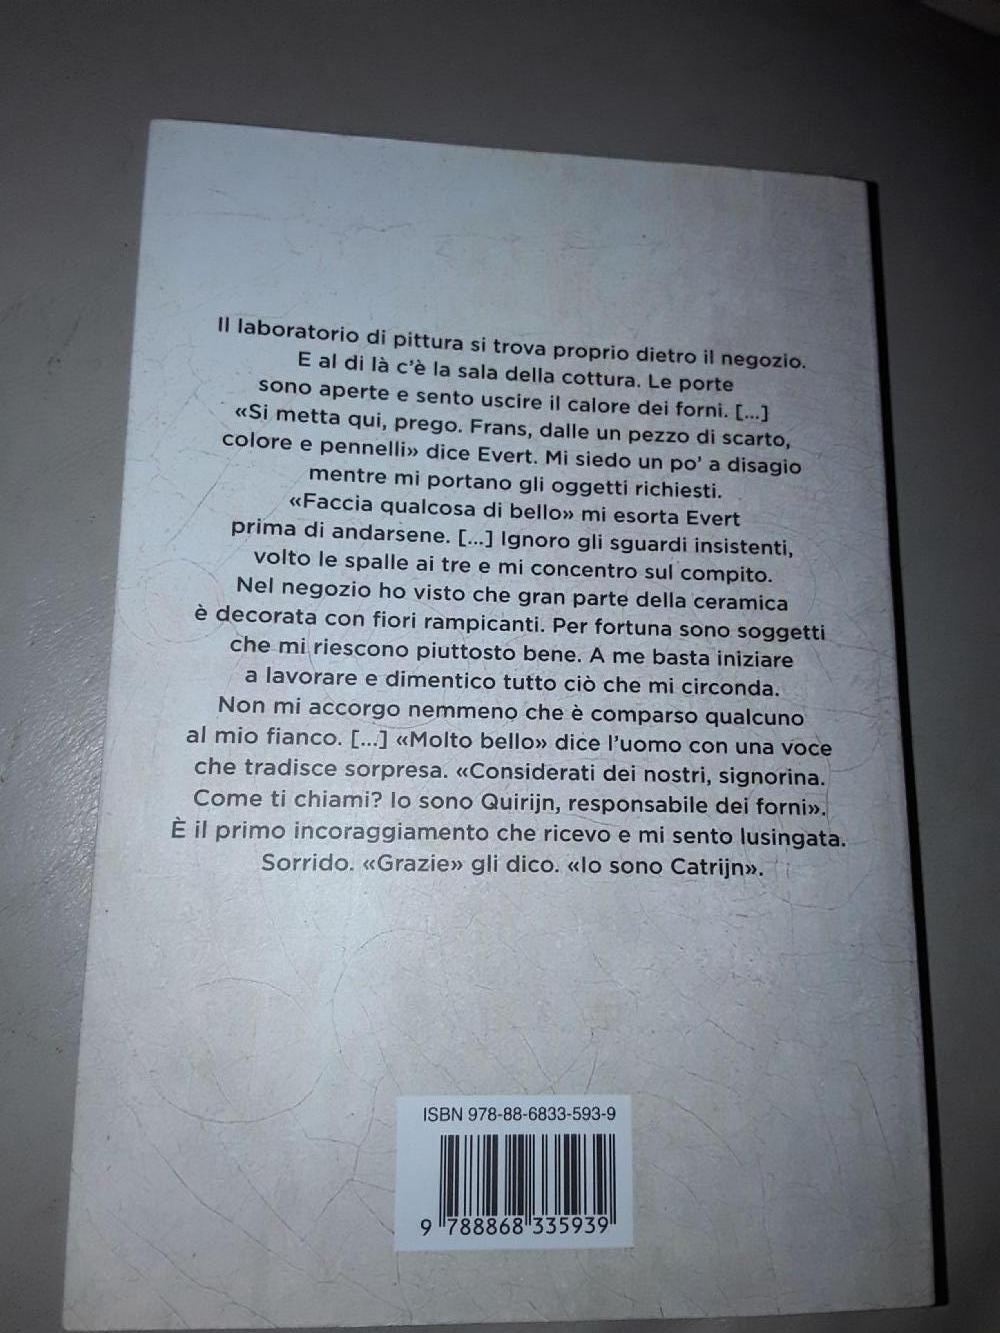 Il laboratorio di pittura si trova proprio dietro il negozio.
E al di là c'è la sala della cottura. Le porte
sono aperte e sento uscire il calore dei forni. [...]
«Si metta qui, prego. Frans, dalle un pezzo di scarto,
colore e pennelli» dice Evert. Mi siedo un po' a disagio
mentre mi portano gli oggetti richiesti.
«Faccia qualcosa di bello» mi esorta Evert
prima di andarsene. [...] Ignoro gli sguardi insistenti,
volto le spalle ai tre e mi concentro sul compito.
Nel negozio ho visto che gran parte della ceramica
è decorata con fiori rampicanti. Per fortuna sono soggetti
che mi riescono piuttosto bene. A me basta iniziare
a lavorare e dimentico tutto ciò che mi circonda.
Non mi accorgo nemmeno che è comparso qualcuno
al mio fianco. [...] «Molto bello» dice l'uomo con una voce
che tradisce sorpresa. «Considerati dei nostri, signorina.
Come ti chiami? Io sono Quirijn, responsabile dei forni».
È il primo incoraggiamento che ricevo e mi sento lusingata.
Sorrido. «Grazie» gli dico. «Io sono Catrijn».
ISBN 978-88-6833-593-9
9 788868 335939